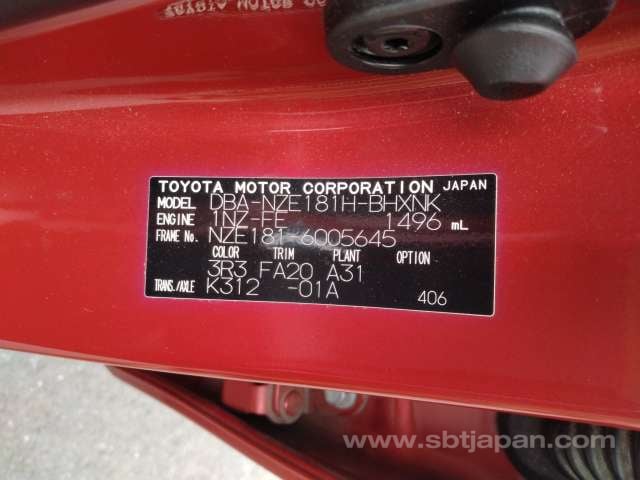 TOYOTA MOTOR CORPORATION JAPAN
MODEL DBA-NZE181H-BHXNK
ENGINE 1NZ-FE 1496 mL
FRAME No. NZE181-6005645
COLOR TRIM PLANT OPTION
3R3 FA20 A31
TRANS./AXLE K312 -01A 406
www.sbtjapan.com